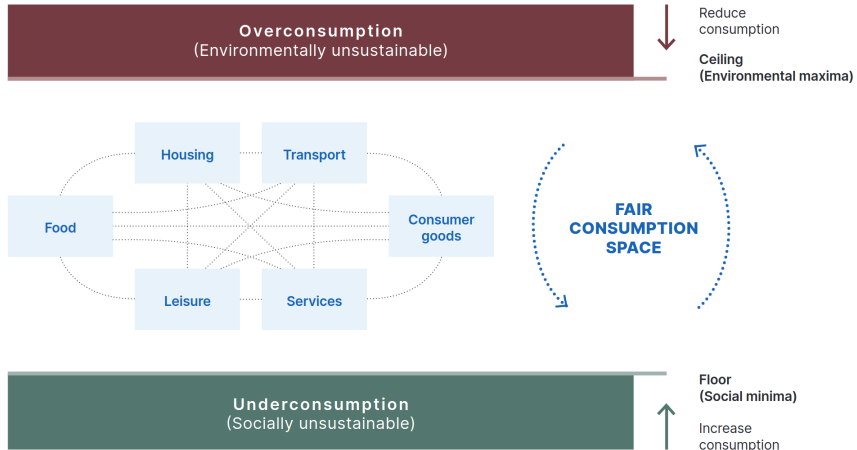 Overconsumption
(Environmentally unsustainable)
Reduce
consumption
Ceiling
(Environmental maxima)
Housing
Transport
Food
Consumer
goods
Leisure
Services
FAIR
CONSUMPTION
SPACE
Underconsumption
(Socially unsustainable)
Floor
(Social minima)
Increase
consumption